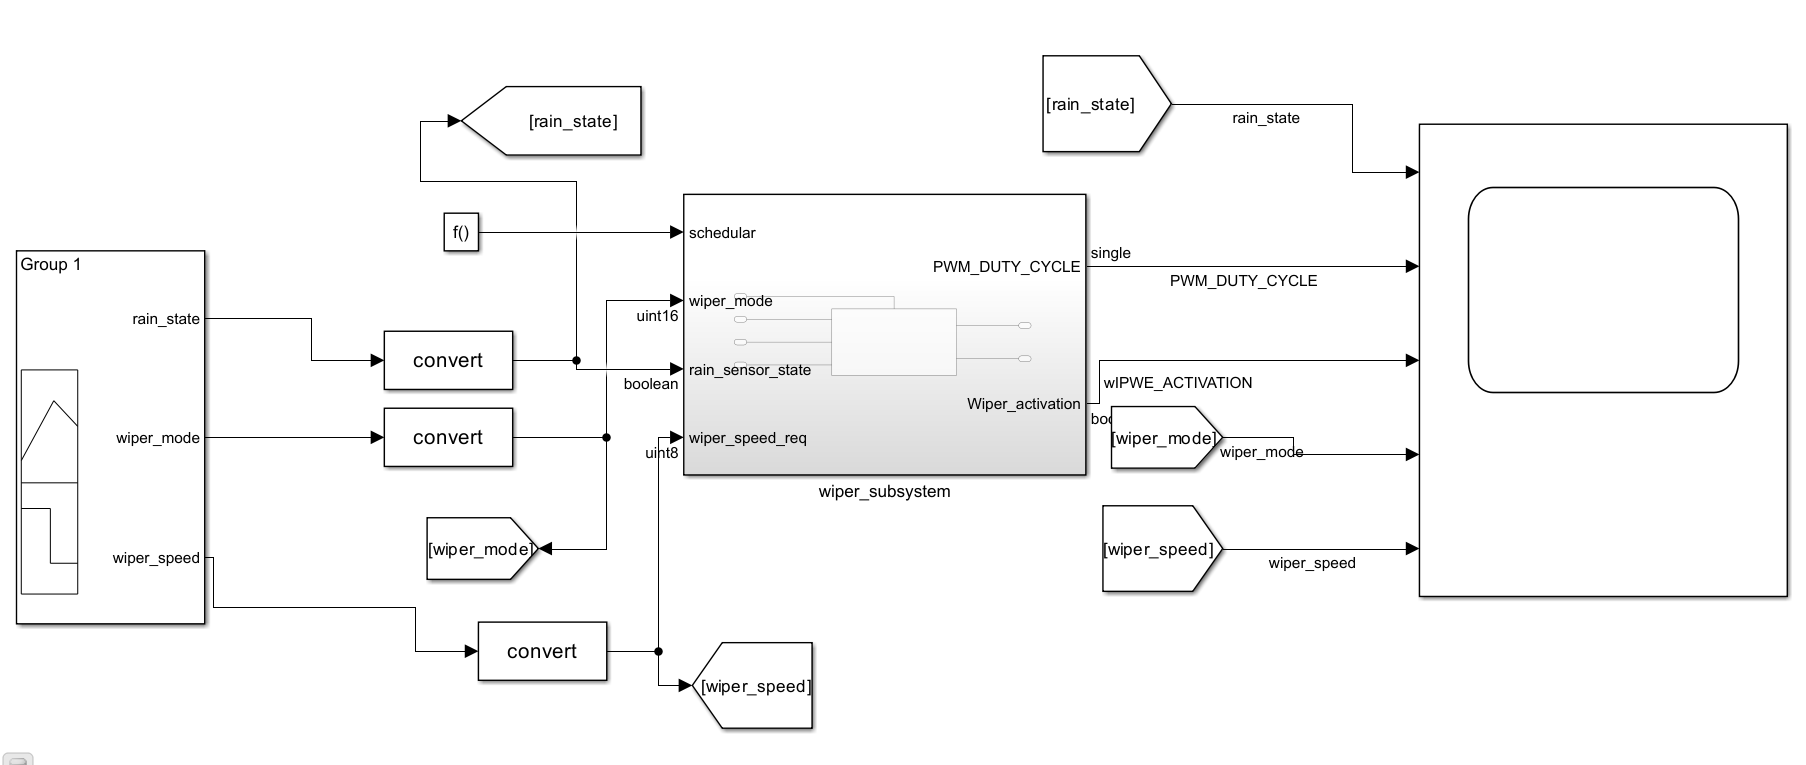 [rain_state]
rain_state
[rain_state]
f()
schedular
Group 1
single
PWM_DUTY_CYCLE
PWM_DUTY_CYCLE
wiper_mode
uint16
rain_state
convert
rain_sensor_state
boolean
wIPWE_ACTIVATION
Wiper_activation
wiper_mode
convert
wiper_speed_req
uint8
[wiper_mode]
wiper_mode
wiper_subsystem
[wiper_mode]
wiper_speed
[wiper_speed]
wiper_speed
convert
[wiper_speed]